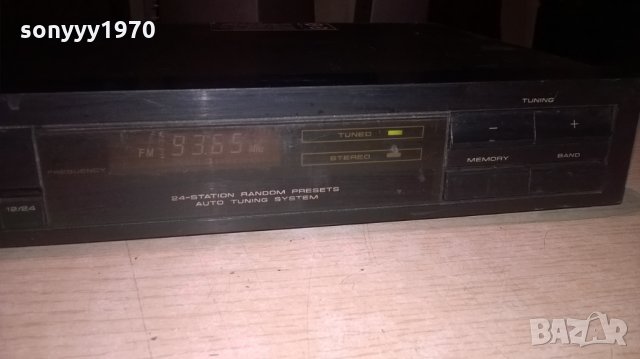 sonyyy1970
TUNING
FM 93.65 MHz
TUNED
STEREO
− +
FREQUENCY
MEMORY BAND
24-STATION RANDOM PRESETS
AUTO TUNING SYSTEM
12/24
BAZAR